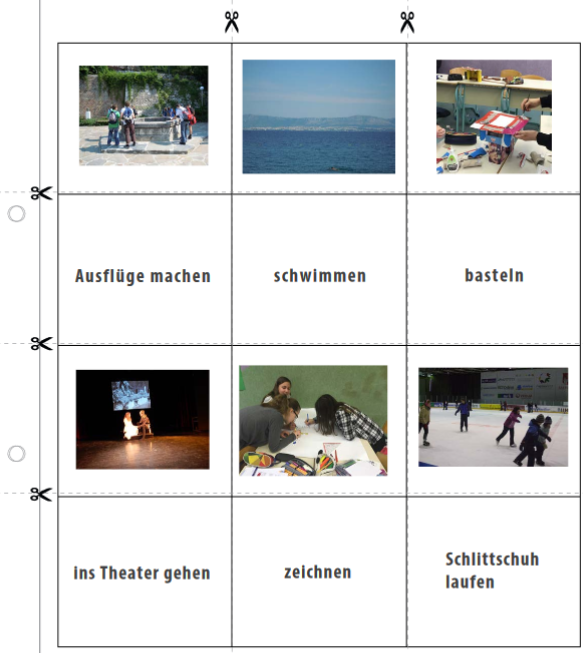 Ausflüge machen
schwimmen
basteln
ins Theater gehen
zeichnen
Schlittschuh
laufen